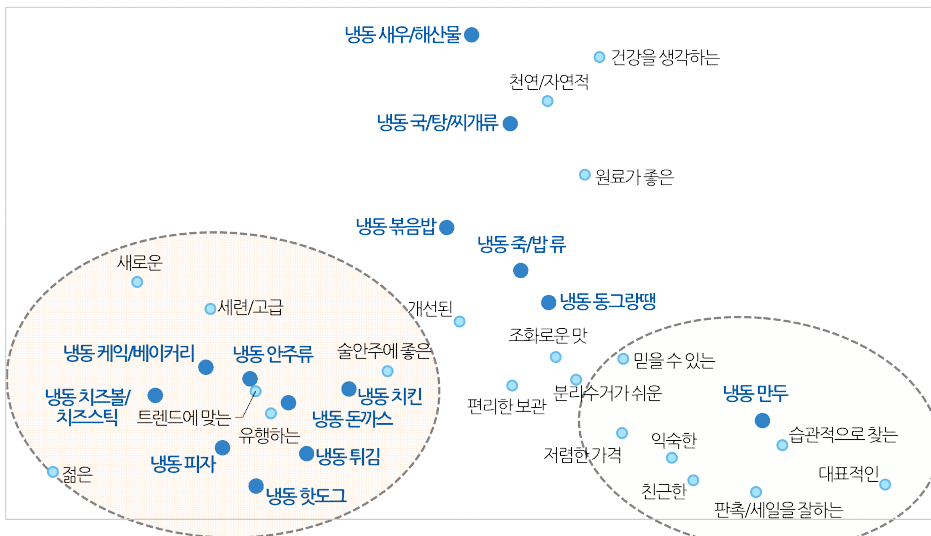 냉동 새우/해산물
건강을 생각하는
천연/자연적
냉동 국/탕/찌개류
원료가 좋은
냉동 볶음밥
냉동 죽/밥 류
새로운
냉동 동그랑땡
세련/고급
개선된
조화로운 맛
냉동 케익/베이커리
냉동 안주류
술안주에 좋은
믿을 수 있는
냉동 치즈볼/
치즈스틱
트렌드에 맞는
냉동 치킨
편리한 보관
분리수거가 쉬운
냉동 만두
냉동 돈까스
유행하는
익숙한
습관적으로 찾는
냉동 피자
냉동 튀김
저렴한 가격
젊은
대표적인
냉동 핫도그
친근한
판촉/세일을 잘하는